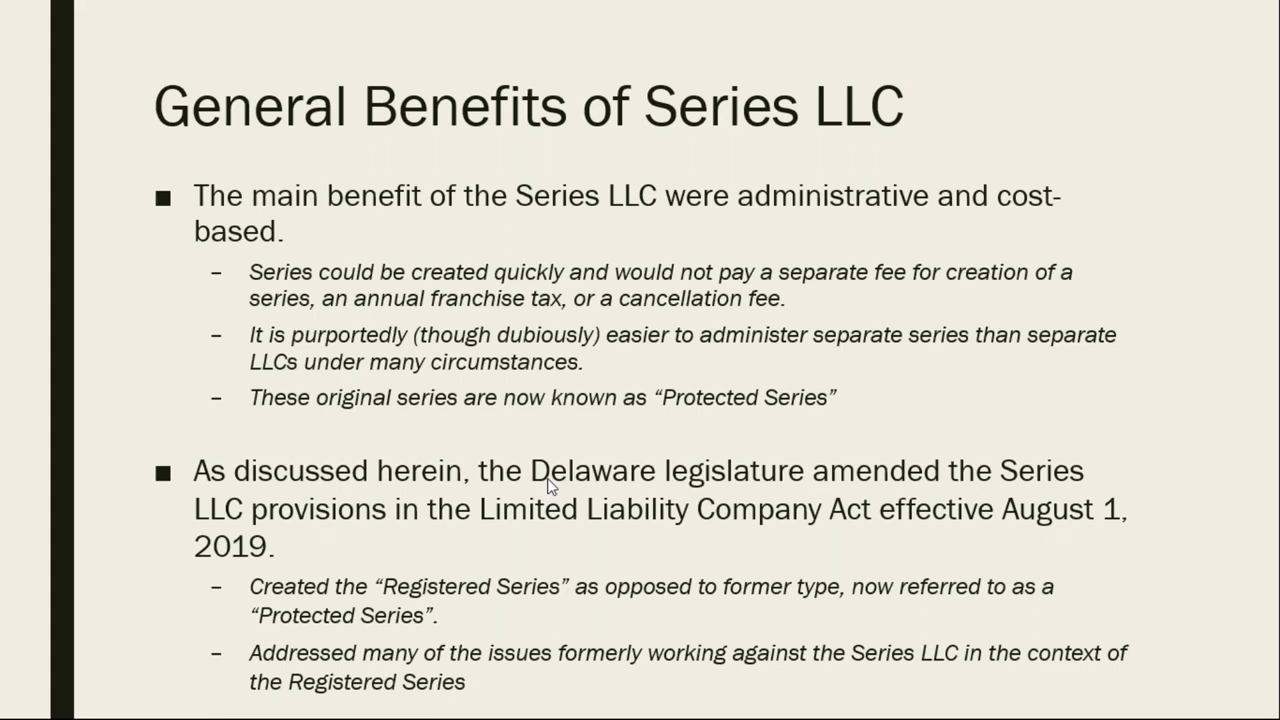 General Benefits of Series LLC
■ The main benefit of the Series LLC were administrative and cost-
based.
– Series could be created quickly and would not pay a separate fee for creation of a
series, an annual franchise tax, or a cancellation fee.
– It is purportedly (though dubiously) easier to administer separate series than separate
LLCs under many circumstances.
– These original series are now known as “Protected Series”
■ As discussed herein, the Delaware legislature amended the Series
LLC provisions in the Limited Liability Company Act effective August 1,
2019.
– Created the “Registered Series” as opposed to former type, now referred to as a
“Protected Series”.
– Addressed many of the issues formerly working against the Series LLC in the context of
the Registered Series